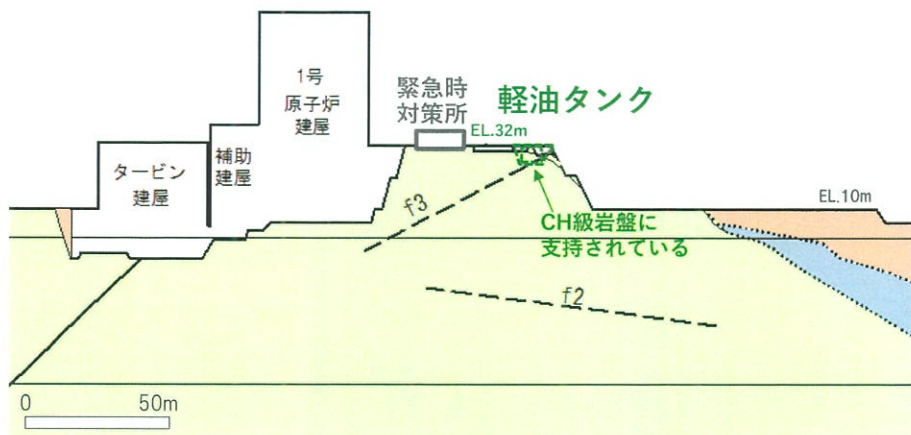 1号
原子炉
建屋
緊急時
対策所
軽油タンク
EL.32m
タービン
建屋
補助
建屋
f3
CH級岩盤に
支持されている
EL.10m
f2
0
50m